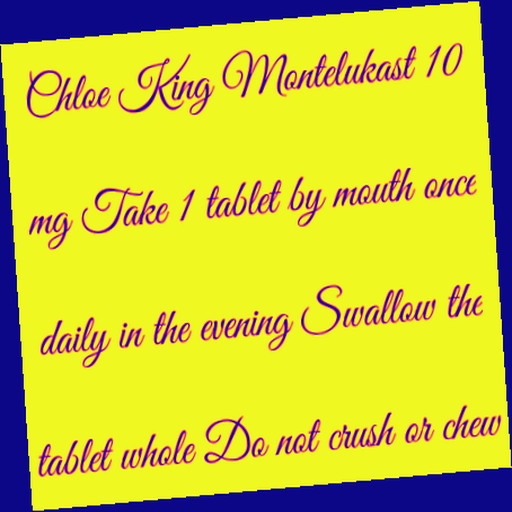 Chloe King Montelukast 10
mg Take 1 tablet by mouth once
daily in the evening Swallow the
tablet whole Do not crush or chew